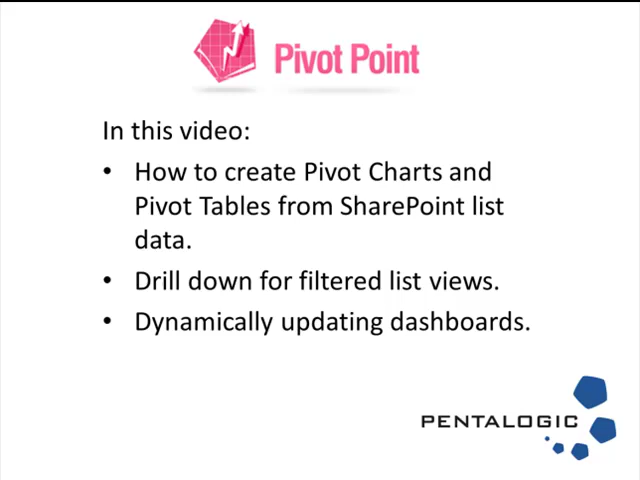 Pivot Point
In this video:
• How to create Pivot Charts and
Pivot Tables from SharePoint list
data.
• Drill down for filtered list views.
• Dynamically updating dashboards.
PENTALOGIC